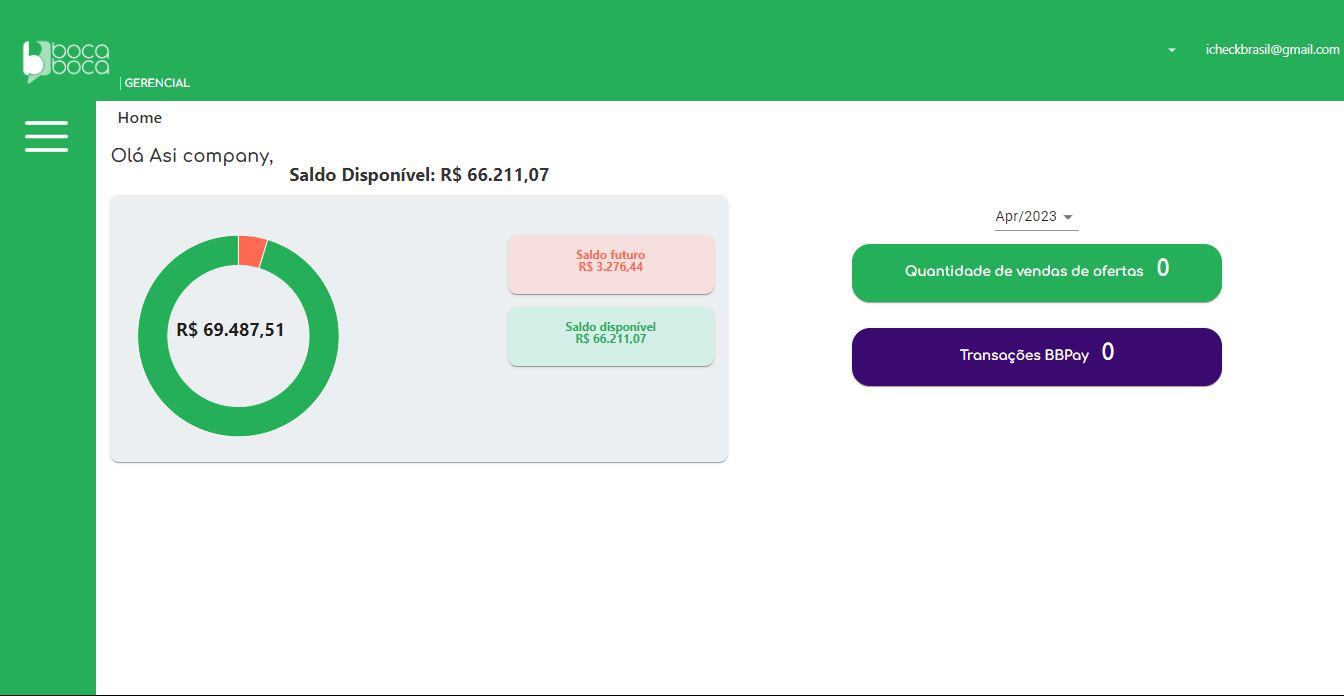 boca
boca
GERENCIAL
icheckbrasil@gmail.com
Home
Olá Asi company,
Saldo Disponível: R$ 66.211,07
R$ 69.487,51
Saldo futuro
R$ 3.276,44
Saldo disponível
R$ 66.211,07
Apr/2023
Quantidade de vendas de ofertas 0
Transações BBPay 0